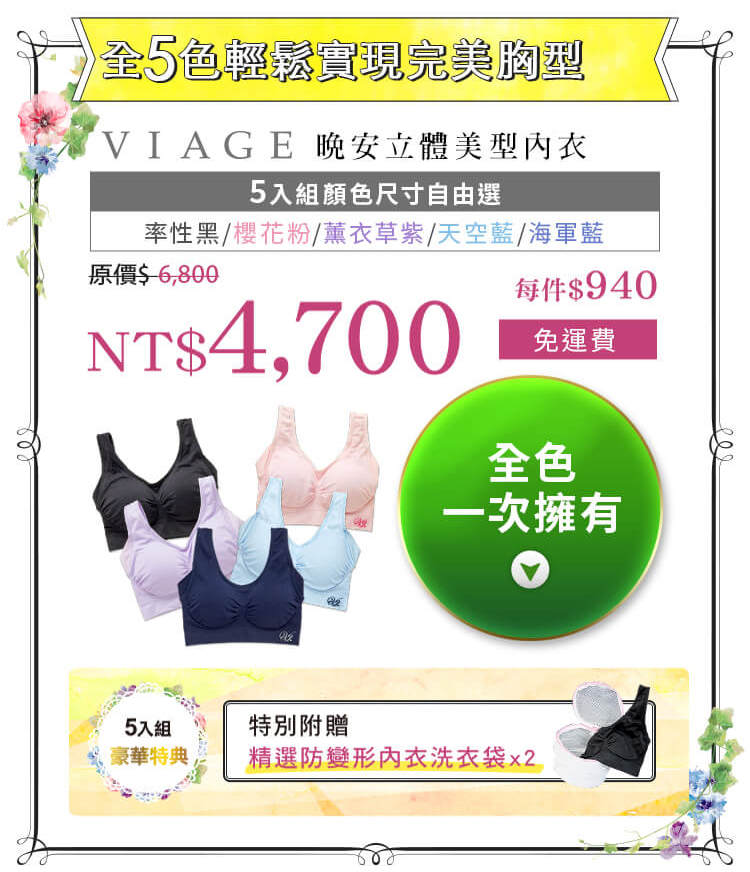 全5色輕鬆實現完美胸型
VIAGE 晚安立體美型內衣
5入組顏色尺寸自由選
率性黑/櫻花粉/薰衣草紫/天空藍/海軍藍
原價$ 6,800
每件$940
NT$4,700
免運費
全色
一次擁有
5入組
豪華特典
特別附贈
精選防變形內衣洗衣袋x2